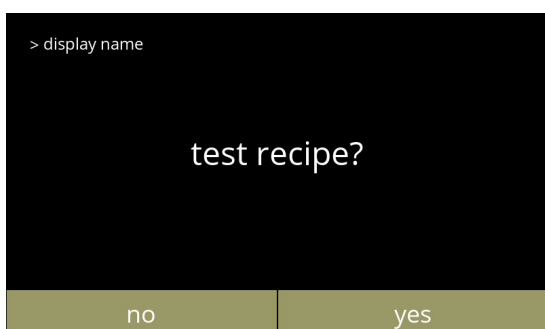 > display name
test recipe?
no
yes